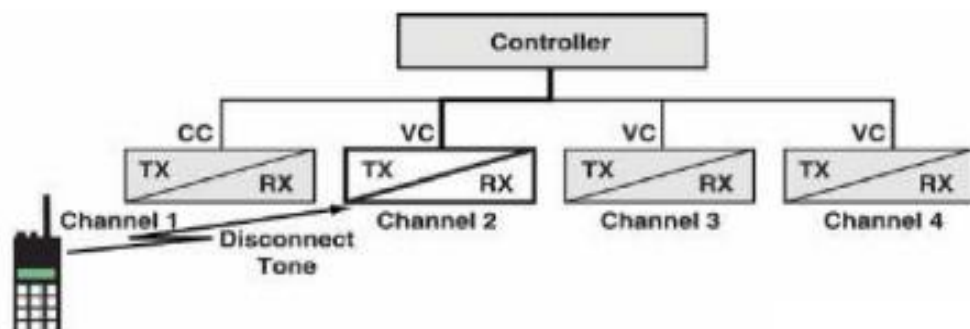 Controller
CC VC VC VC
TX RX TX RX TX RX TX RX
Channel 1 Channel 2 Channel 3 Channel 4
Disconnect
Tone